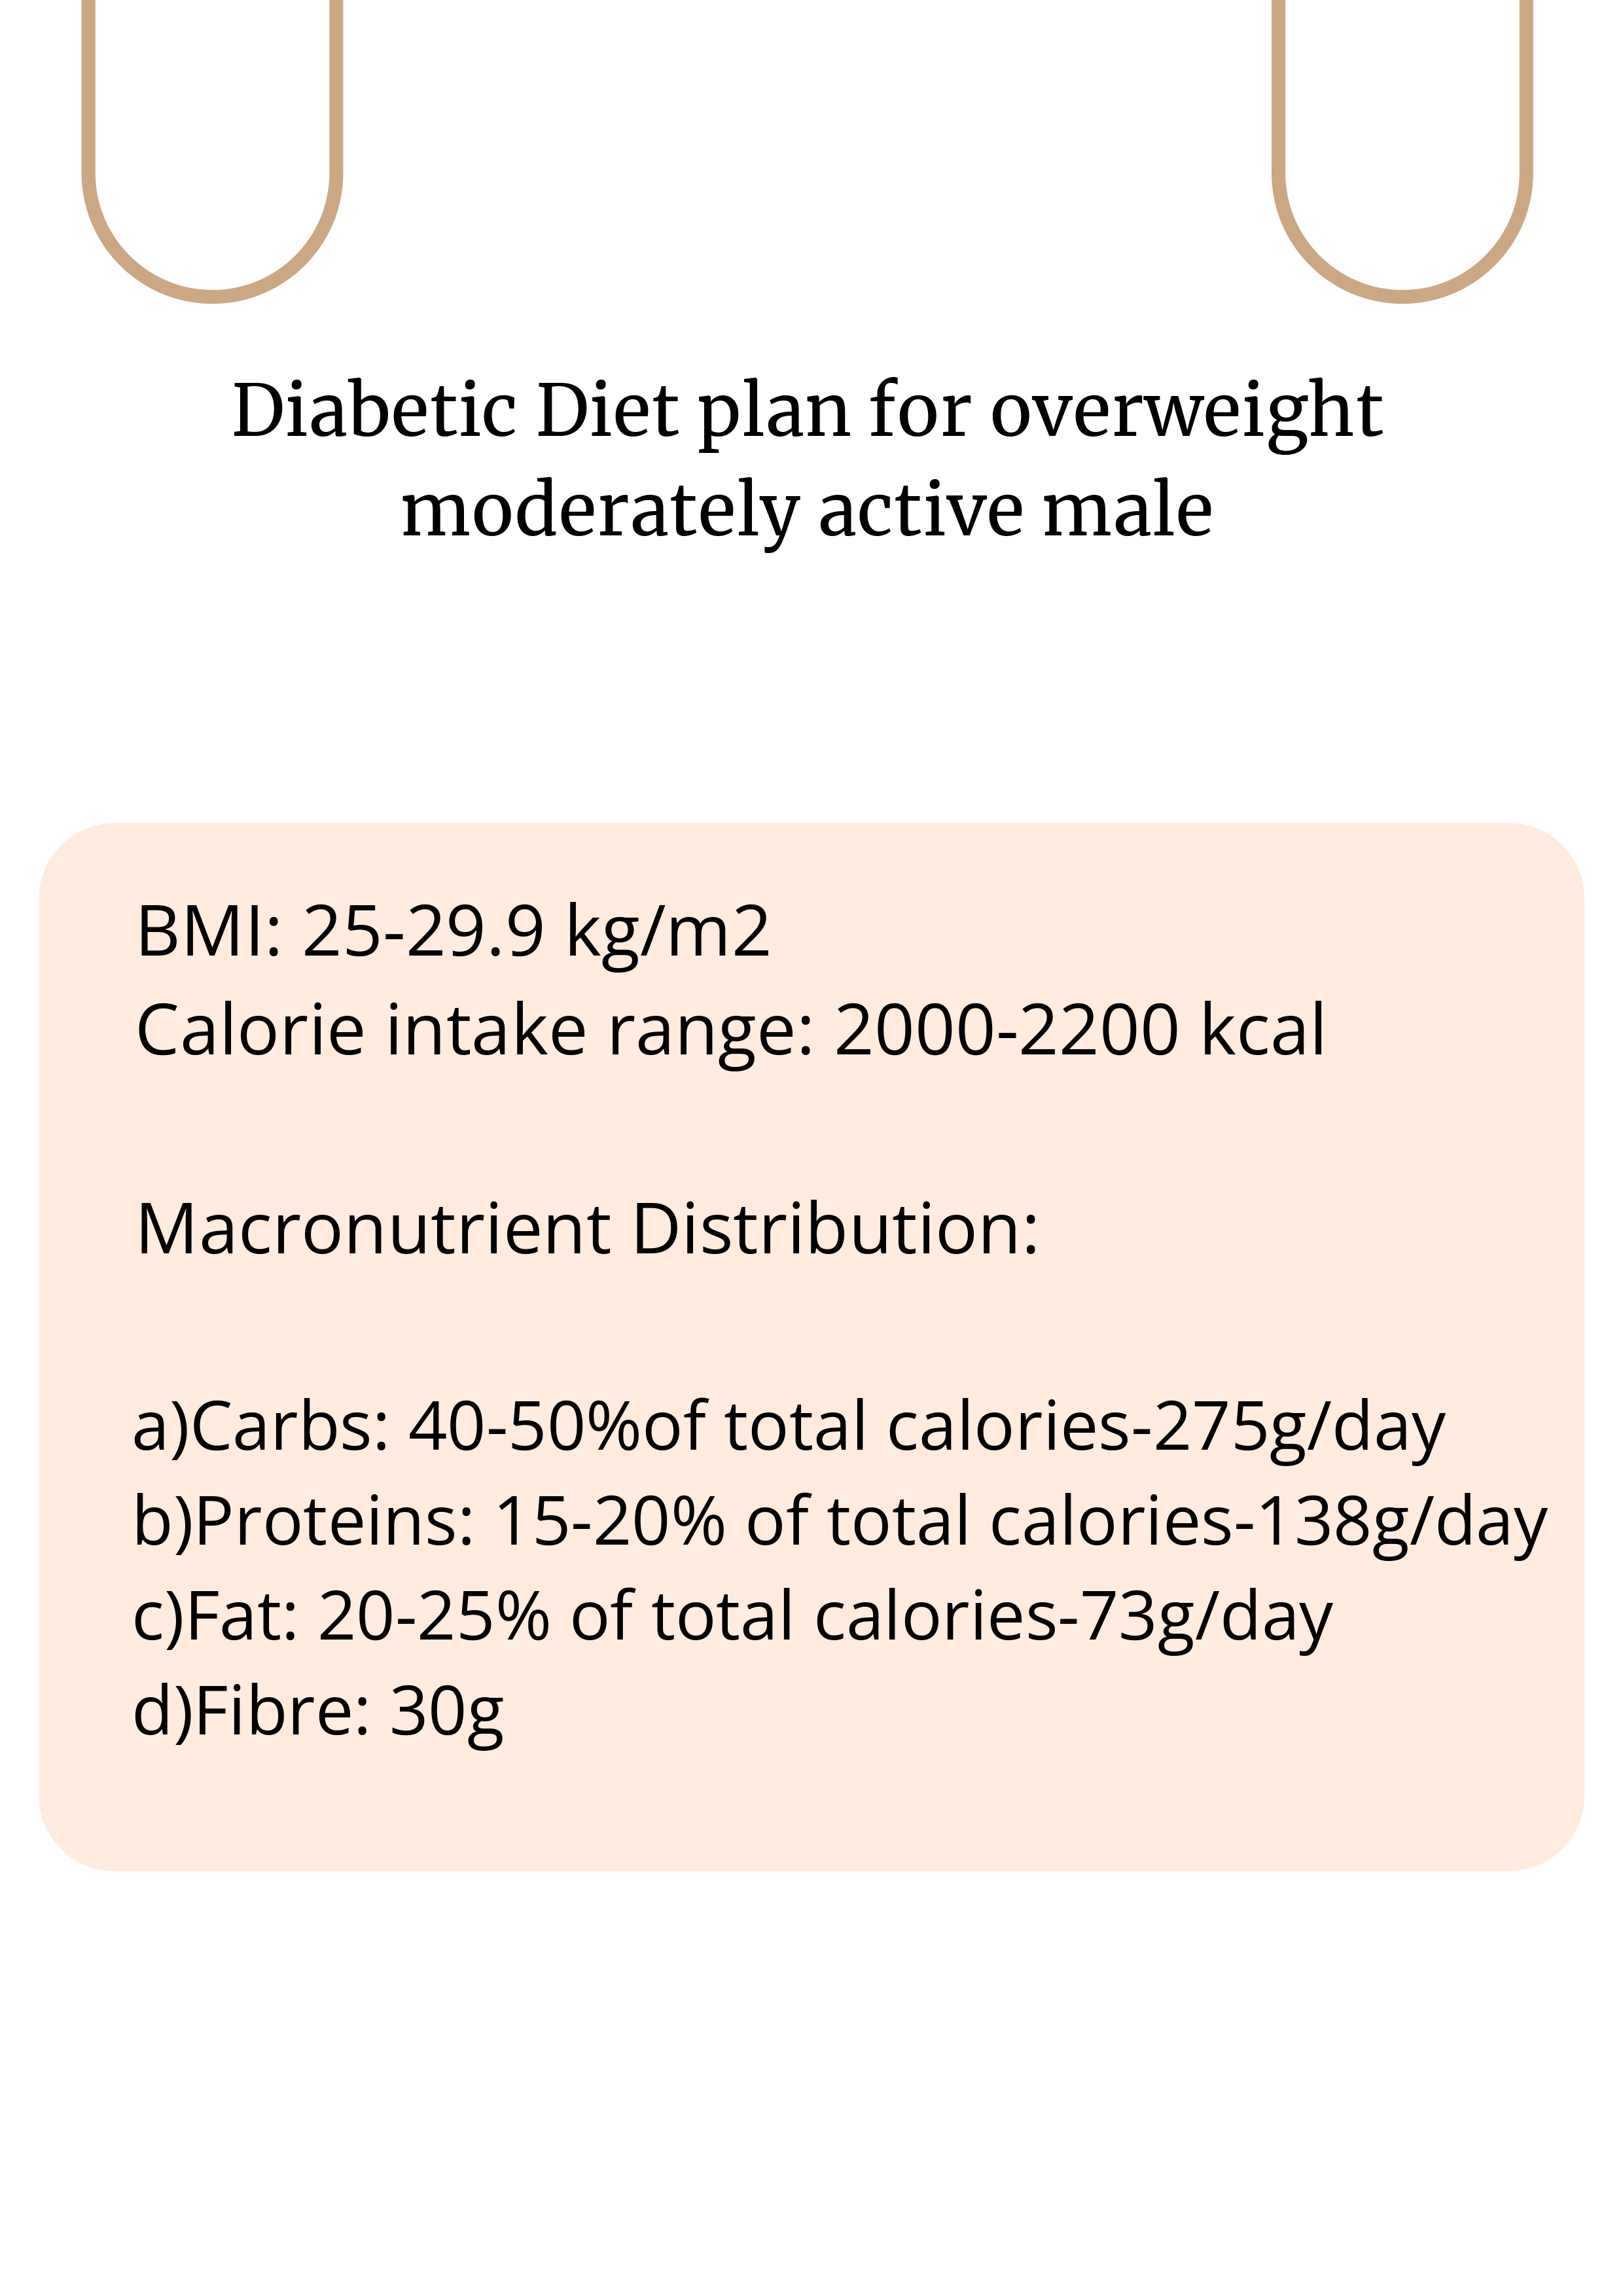 Diabetic Diet plan for overweight
moderately active male
BMI: 25-29.9 kg/m2
Calorie intake range: 2000-2200 kcal
Macronutrient Distribution:
a)Carbs: 40-50%of total calories-275g/day
b)Proteins: 15-20% of total calories-138g/day
c)Fat: 20-25% of total calories-73g/day
d)Fibre: 30g